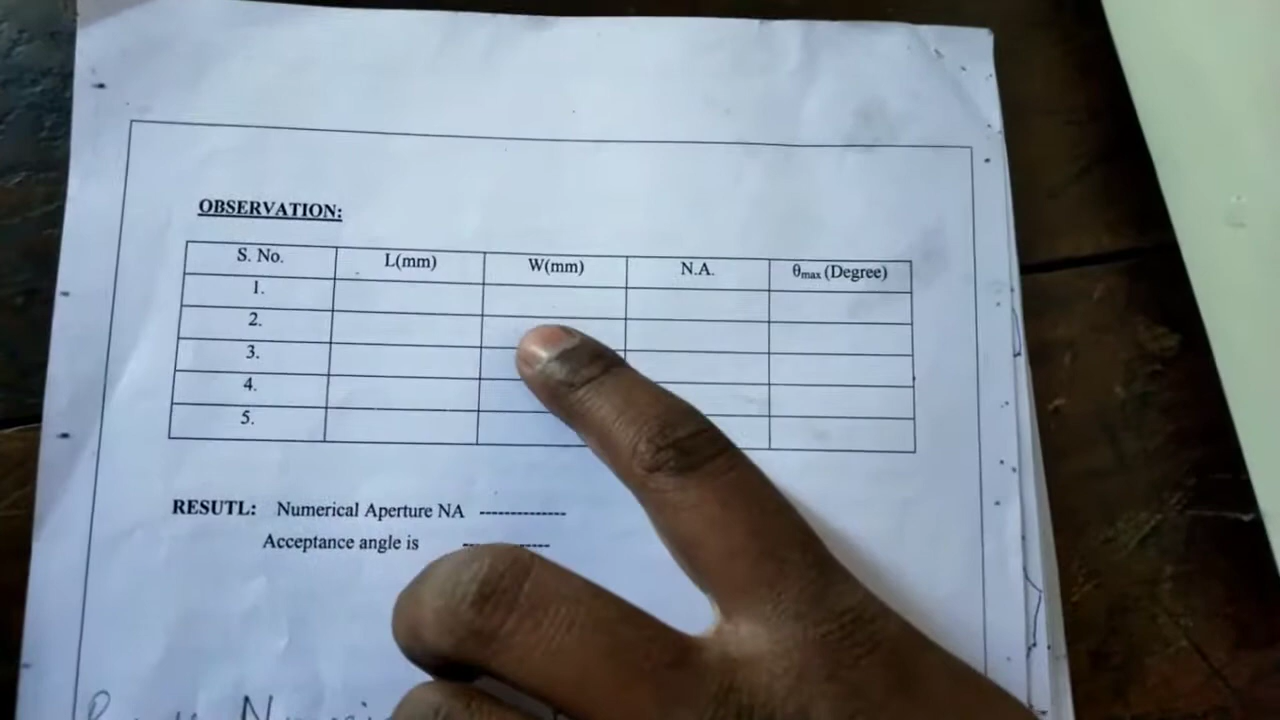 OBSERVATION:
S. No. L(mm) W(mm) N.A. θmax (Degree)
1.
2.
3.
4.
5.
RESUTL: Numerical Aperture NA --------------
Acceptance angle is --------------